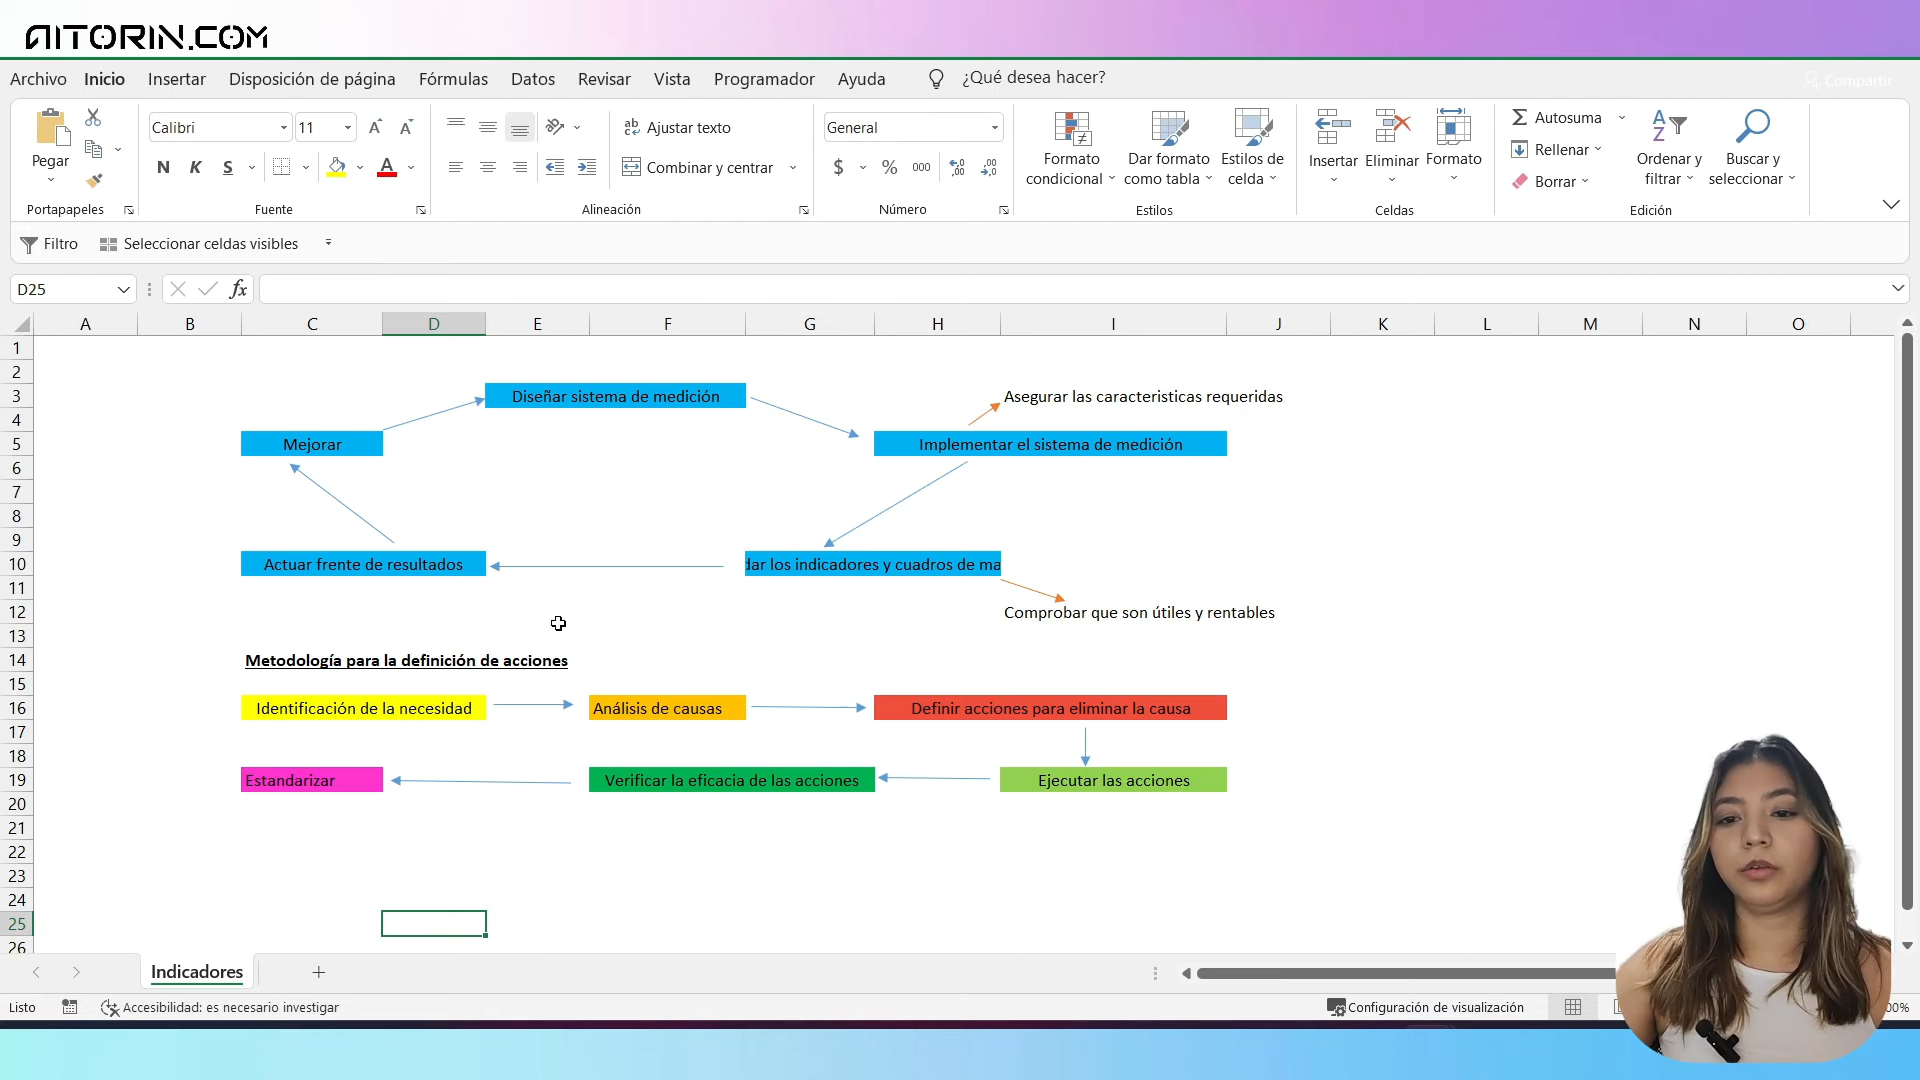 AITORIN.COM
Archivo Inicio Insertar Disposición de página Fórmulas Datos Revisar Vista Programador Ayuda ¿Qué desea hacer? Compartir
Pegar
Portapapeles
Calibri 11
N K S
Fuente
Ajustar texto
Combinar y centrar
Alineación
General
$ % 000
Número
Formato condicional
Dar formato como tabla
Estilos de celda
Estilos
Insertar Eliminar Formato
Celdas
Autosuma
Rellenar
Borrar
Ordenar y filtrar
Buscar y seleccionar
Edición
Filtro Seleccionar celdas visibles
D25 fx
A B C D E F G H I J K L M N O
1
2
3 Diseñar sistema de medición Asegurar las caracteristicas requeridas
4
5 Mejorar Implementar el sistema de medición
6
7
8
9
10 Actuar frente de resultados dar los indicadores y cuadros de ma
11
12 Comprobar que son útiles y rentables
13
14 Metodología para la definición de acciones
15
16 Identificación de la necesidad Análisis de causas Definir acciones para eliminar la causa
17
18
19 Estandarizar Verificar la eficacia de las acciones Ejecutar las acciones
20
21
22
23
24
25
26
Indicadores
Listo Accesibilidad: es necesario investigar Configuración de visualización 00%